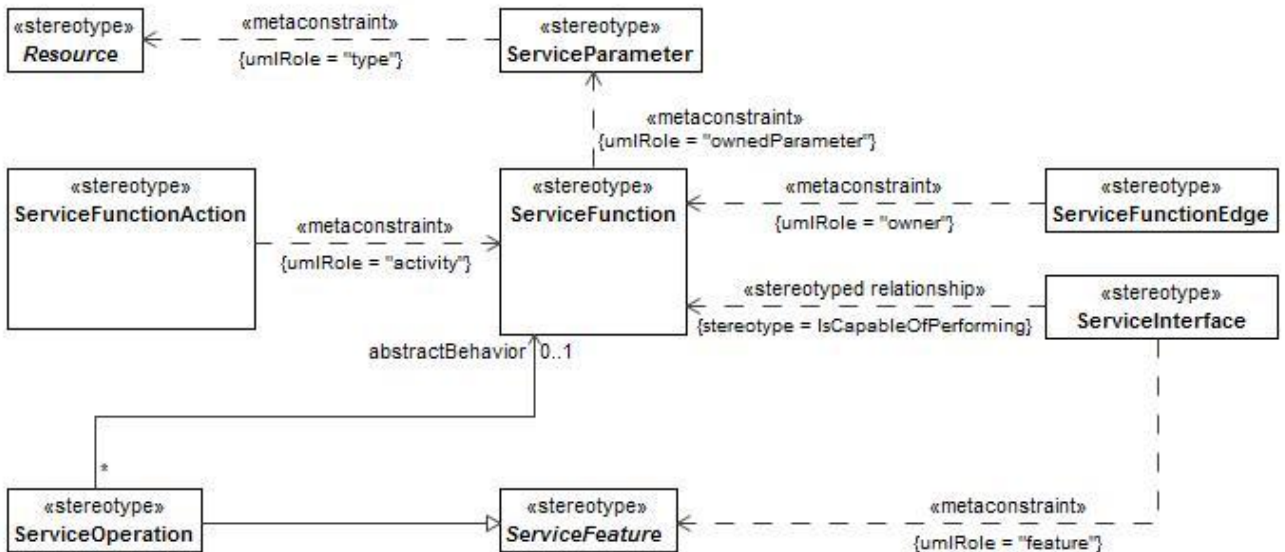 «stereotype»
Resource
«metaconstraint»
{umlRole = "type"}
«stereotype»
ServiceParameter
«metaconstraint»
{umlRole = "ownedParameter"}
«stereotype»
ServiceFunctionAction
«metaconstraint»
{umlRole = "activity"}
«stereotype»
ServiceFunction
«metaconstraint»
{umlRole = "owner"}
«stereotype»
ServiceFunctionEdge
«stereotyped relationship»
{stereotype = IsCapableOfPerforming}
«stereotype»
ServiceInterface
abstractBehavior 0..1
*
«stereotype»
ServiceOperation
«stereotype»
ServiceFeature
«metaconstraint»
{umlRole = "feature"}